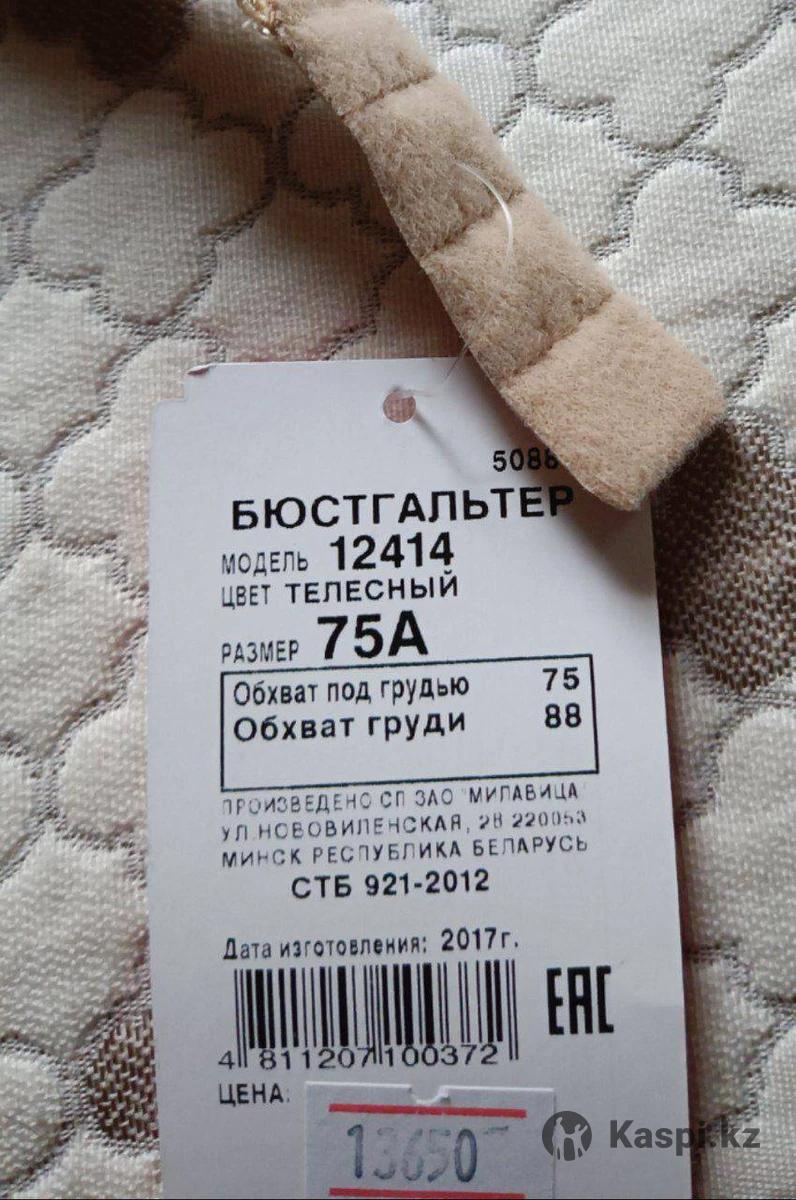 5088
БЮСТГАЛЬТЕР
МОДЕЛЬ 12414
ЦВЕТ ТЕЛЕСНЫЙ
РАЗМЕР 75А
Обхват под грудью 75
Обхват груди 88
ПРОИЗВЕДЕНО СП ЗАО "МИЛАВИЦА"
УЛ.НОВОВИЛЕНСКАЯ, 28 220053
МИНСК РЕСПУБЛИКА БЕЛАРУСЬ
СТБ 921-2012
Дата изготовления: 2017г.
EAC
4 811207 100372
ЦЕНА:
13650
Kaspi.kz